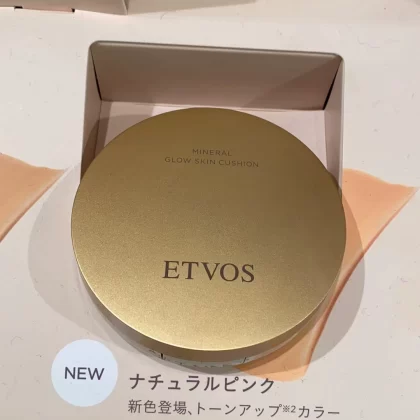 MINERAL
GLOW SKIN CUSHION
ETVOS
NEW
ナチュラルピンク
新色登場、トーンアップ※2カラー